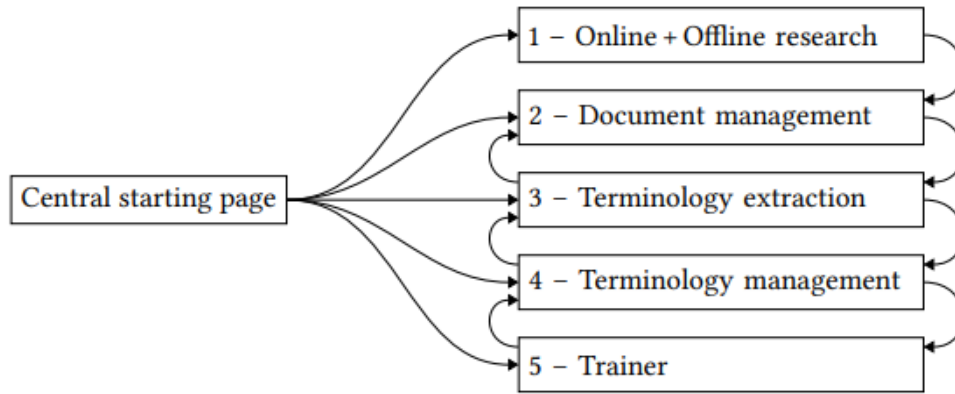 1 – Online + Offline research
2 – Document management
Central starting page
3 – Terminology extraction
4 – Terminology management
5 – Trainer